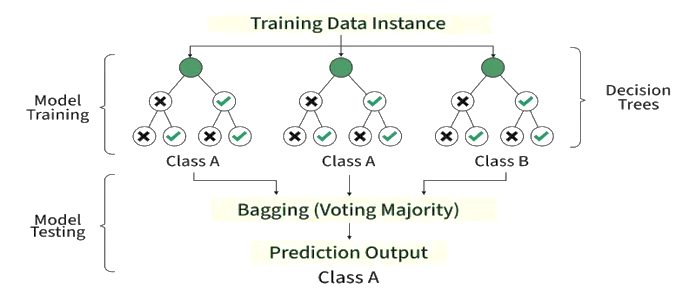 Training Data Instance
Model
Training
Decision
Trees
Class A
Class A
Class B
Model
Testing
Bagging (Voting Majority)
Prediction Output
Class A